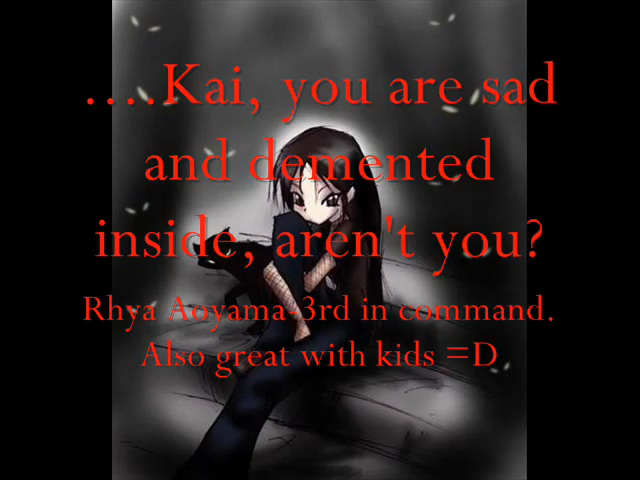 ....Kai, you are sad
and demented
inside, aren't you?
Rhya Aoyama-3rd in command.
Also great with kids =D